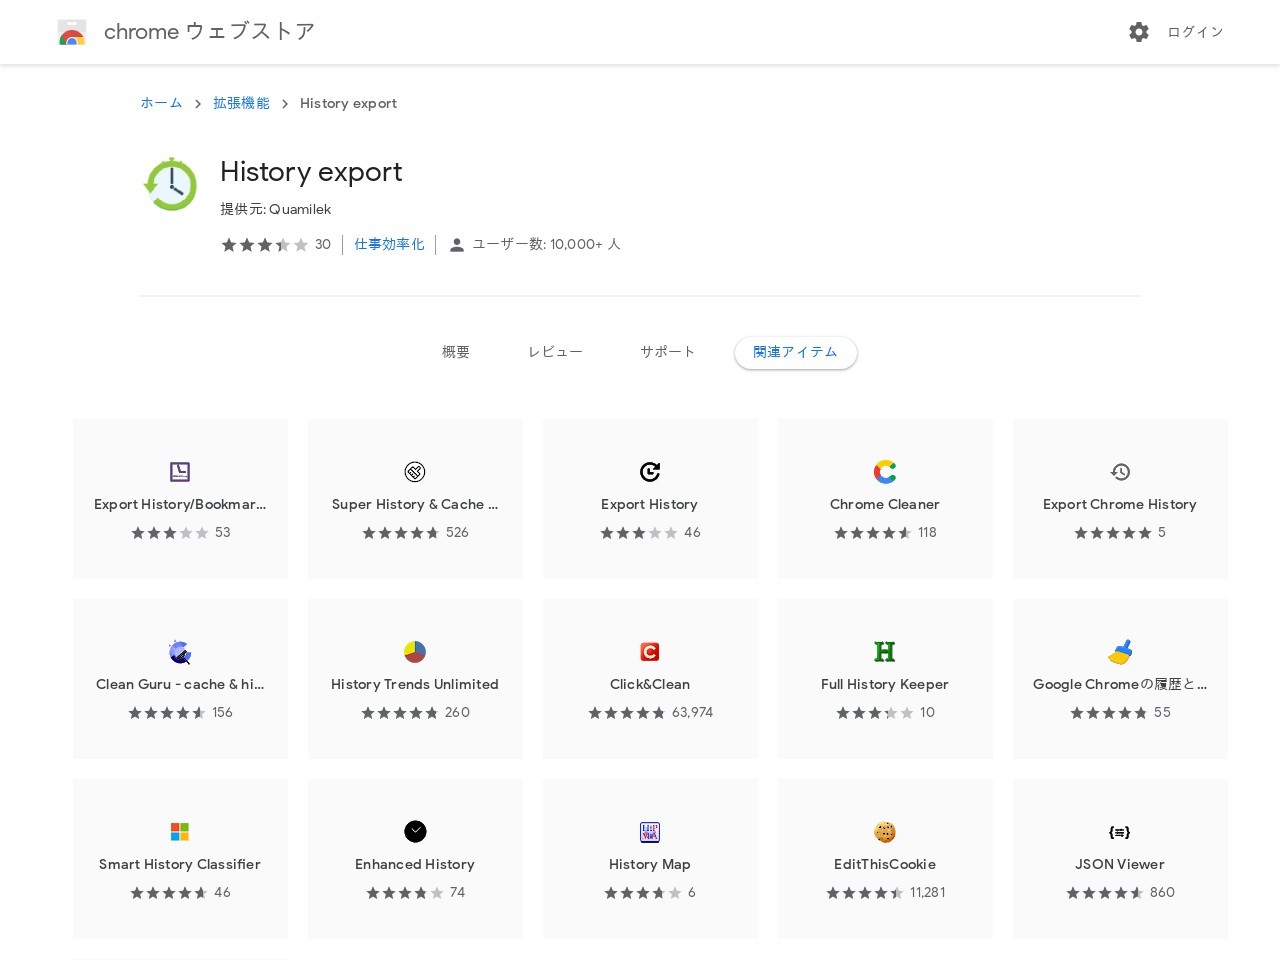 chrome ウェブストア
ログイン
ホーム
拡張機能
History export
History export
提供元: Quamilek
30
仕事効率化
ユーザー数: 10,000+ 人
概要
レビュー
サポート
関連アイテム
Export History/Bookmar...
53
Super History & Cache ...
526
Export History
46
Chrome Cleaner
118
Export Chrome History
5
Clean Guru - cache & hi...
156
History Trends Unlimited
260
Click&Clean
63,974
Full History Keeper
10
Google Chromeの履歴と...
55
Smart History Classifier
46
Enhanced History
74
History Map
6
EditThisCookie
11,281
JSON Viewer
860